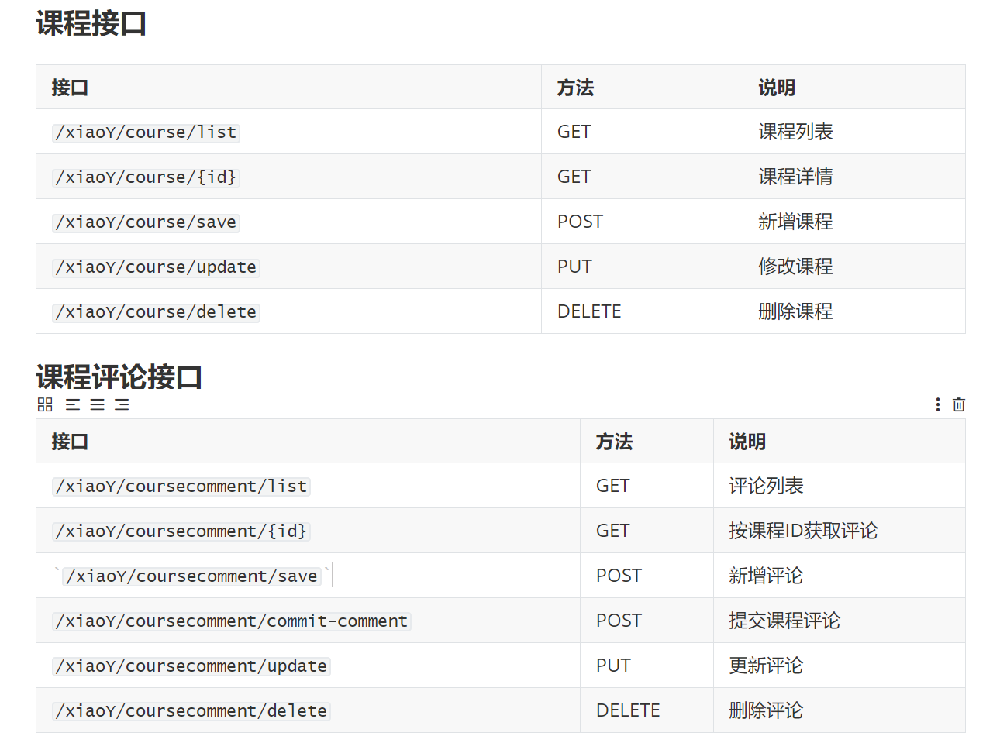 课程接口
接口 方法 说明
/xiaoY/course/list GET 课程列表
/xiaoY/course/{id} GET 课程详情
/xiaoY/course/save POST 新增课程
/xiaoY/course/update PUT 修改课程
/xiaoY/course/delete DELETE 删除课程
课程评论接口
接口 方法 说明
/xiaoY/coursecomment/list GET 评论列表
/xiaoY/coursecomment/{id} GET 按课程ID获取评论
`/xiaoY/coursecomment/save` POST 新增评论
/xiaoY/coursecomment/commit-comment POST 提交课程评论
/xiaoY/coursecomment/update PUT 更新评论
/xiaoY/coursecomment/delete DELETE 删除评论